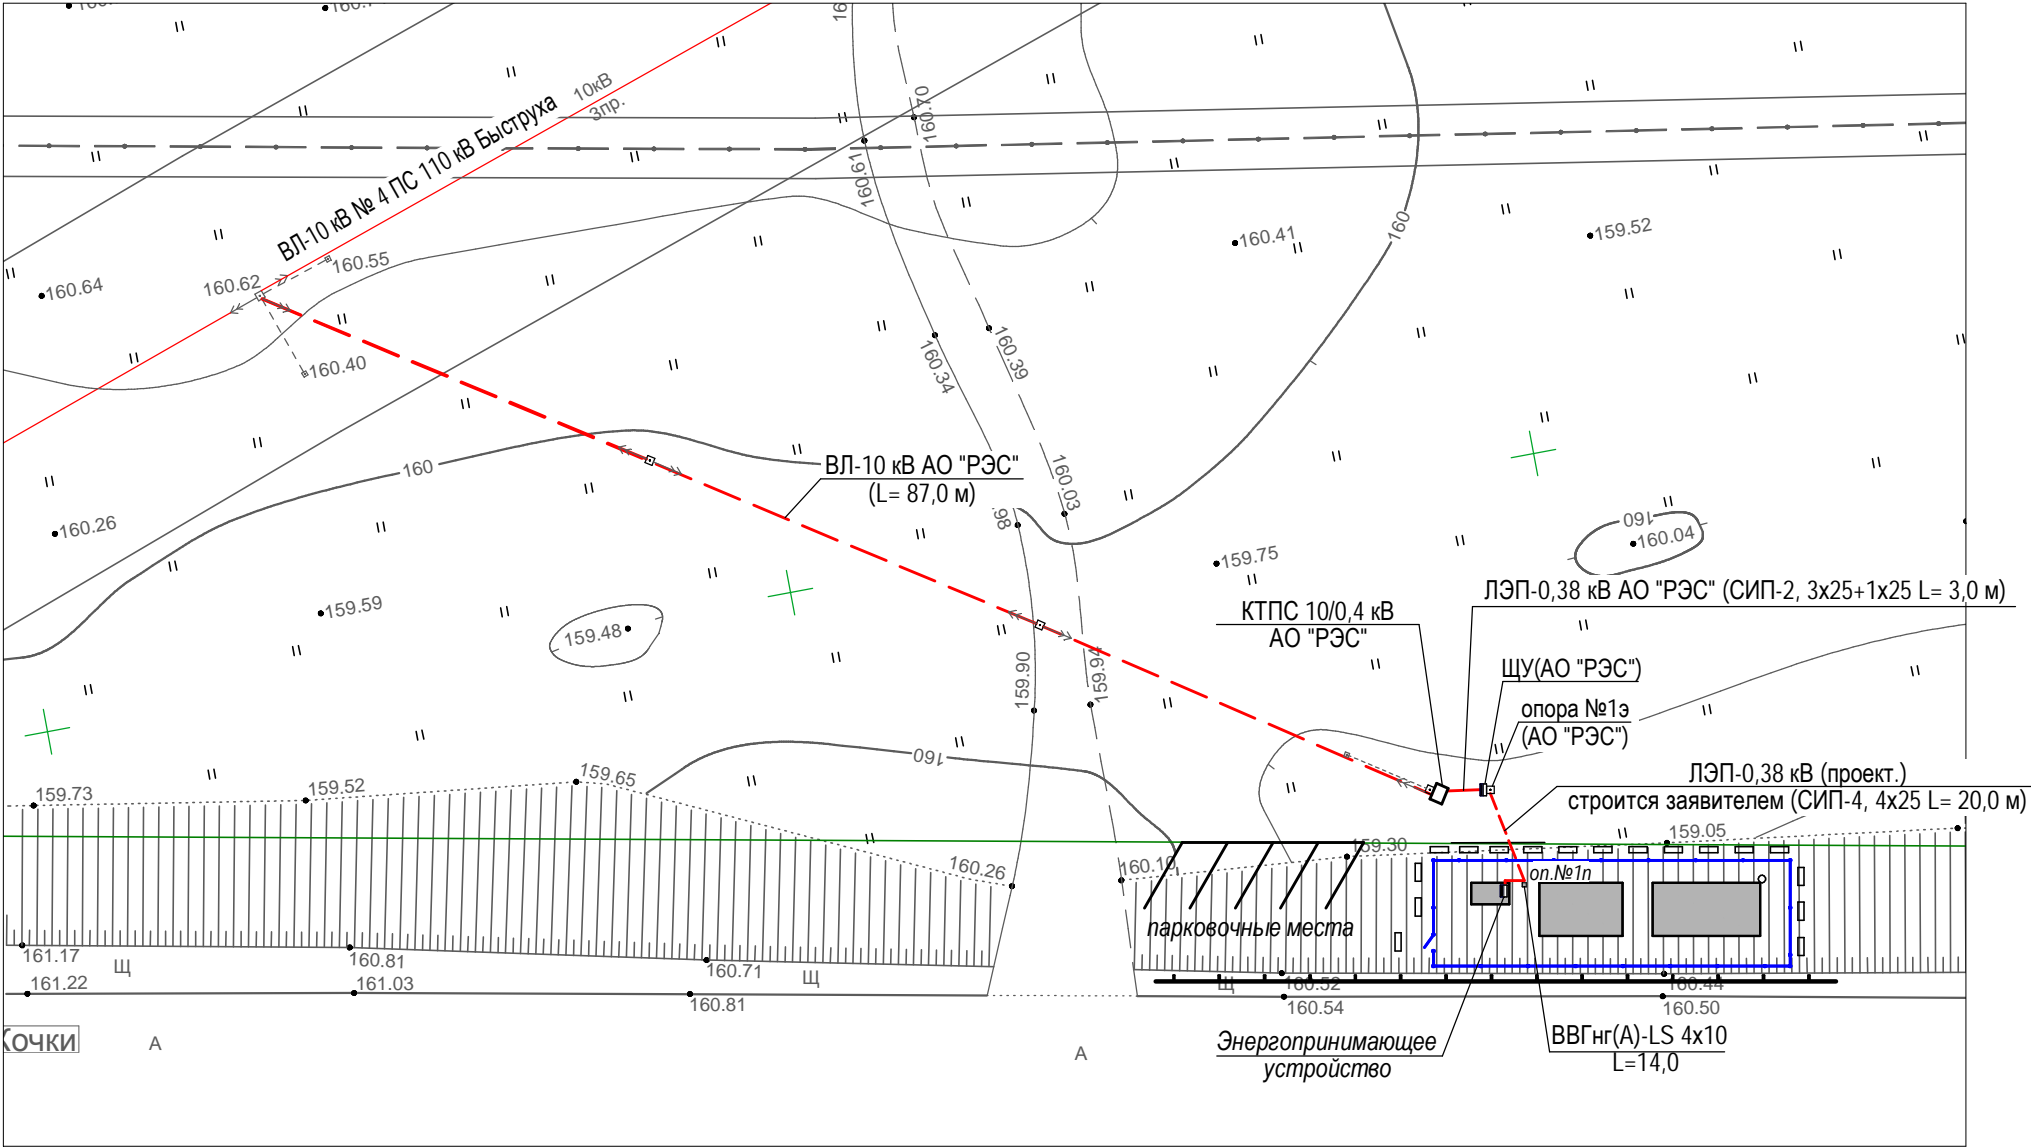 10кВ
3пр.
ВЛ-10 кВ № 4 ПС 110 кВ Быструха
160.70
160.61
160
160.41
159.52
160.55
160.62
160.64
160.40
160.34
160.39
160
ВЛ-10 кВ АО "РЭС"
(L= 87,0 м)
160.03
160.26
160
160.04
159.75
159.59
159.48
ЛЭП-0,38 кВ АО "РЭС" (СИП-2, 3х25+1х25 L= 3,0 м)
КТПС 10/0,4 кВ
АО "РЭС"
ЩУ(АО "РЭС")
159.90
159.94
опора №1э
(АО "РЭС")
160
159.73
159.52
159.65
ЛЭП-0,38 кВ (проект.)
строится заявителем (СИП-4, 4х25 L= 20,0 м)
159.30
159.05
160.26
160.10
оп.№1п
парковочные места
161.17
Щ
160.81
160.71
Щ
Щ
160.52
160.44
161.22
161.03
160.81
160.54
160.50
Кочки
А
А
Энергопринимающее
устройство
ВВГнг(А)-LS 4х10
L=14,0